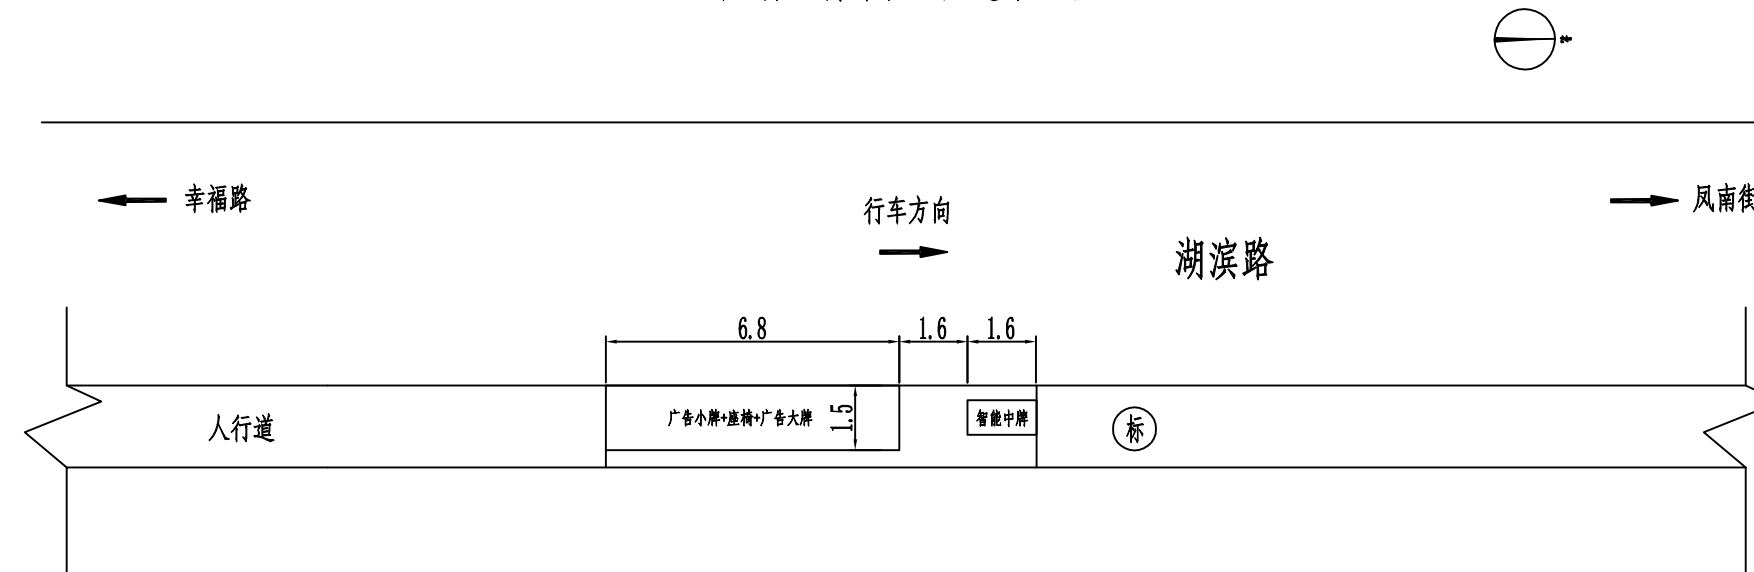 北
幸福路
行车方向
凤南街
湖滨路
6.8
1.6
1.6
人行道
广告小牌+座椅+广告大牌
1.5
智能中牌
标